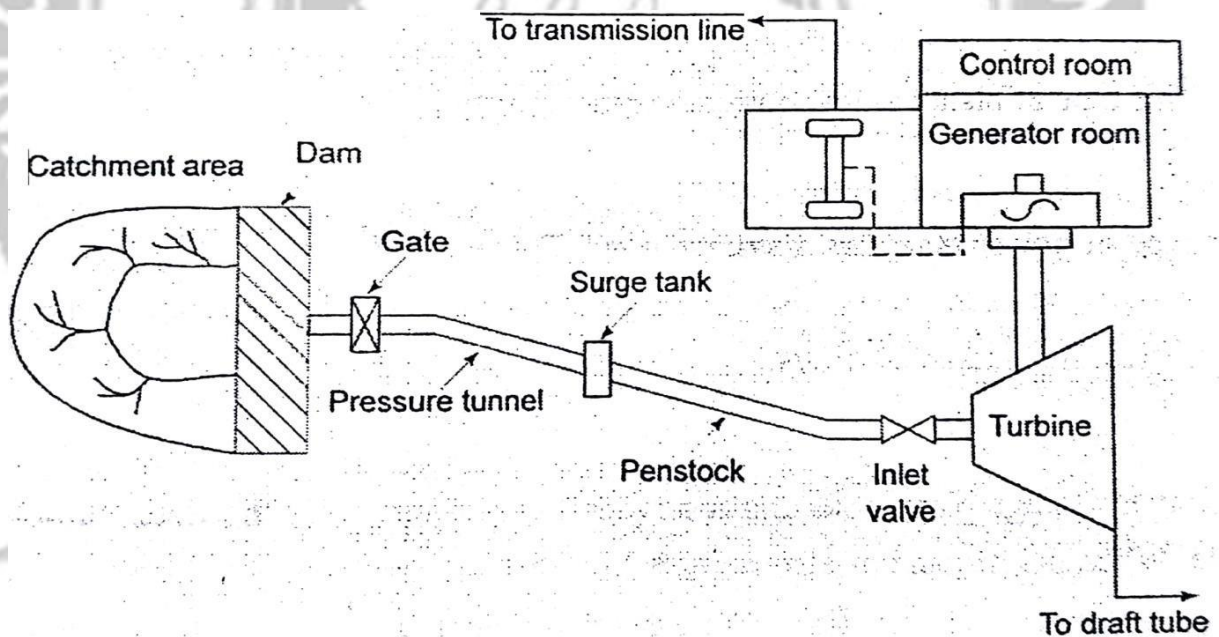 To transmission line
Control room
Generator room
Catchment area
Dam
Gate
Surge tank
Pressure tunnel
Penstock
Inlet
valve
Turbine
To draft tube